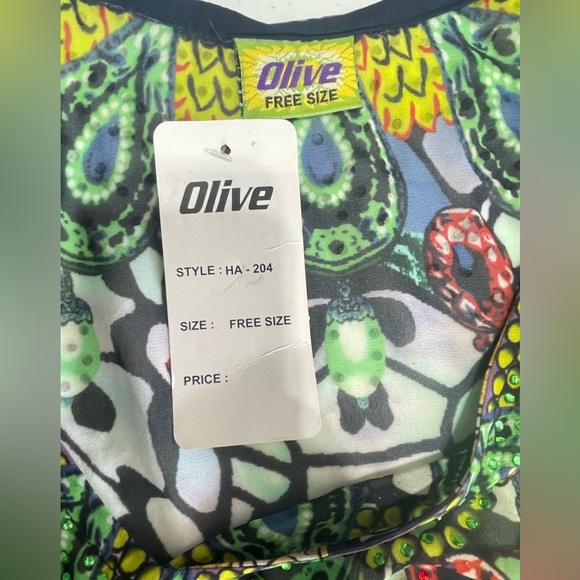 Olive
FREE SIZE
Olive
STYLE : HA - 204
SIZE : FREE SIZE
PRICE :